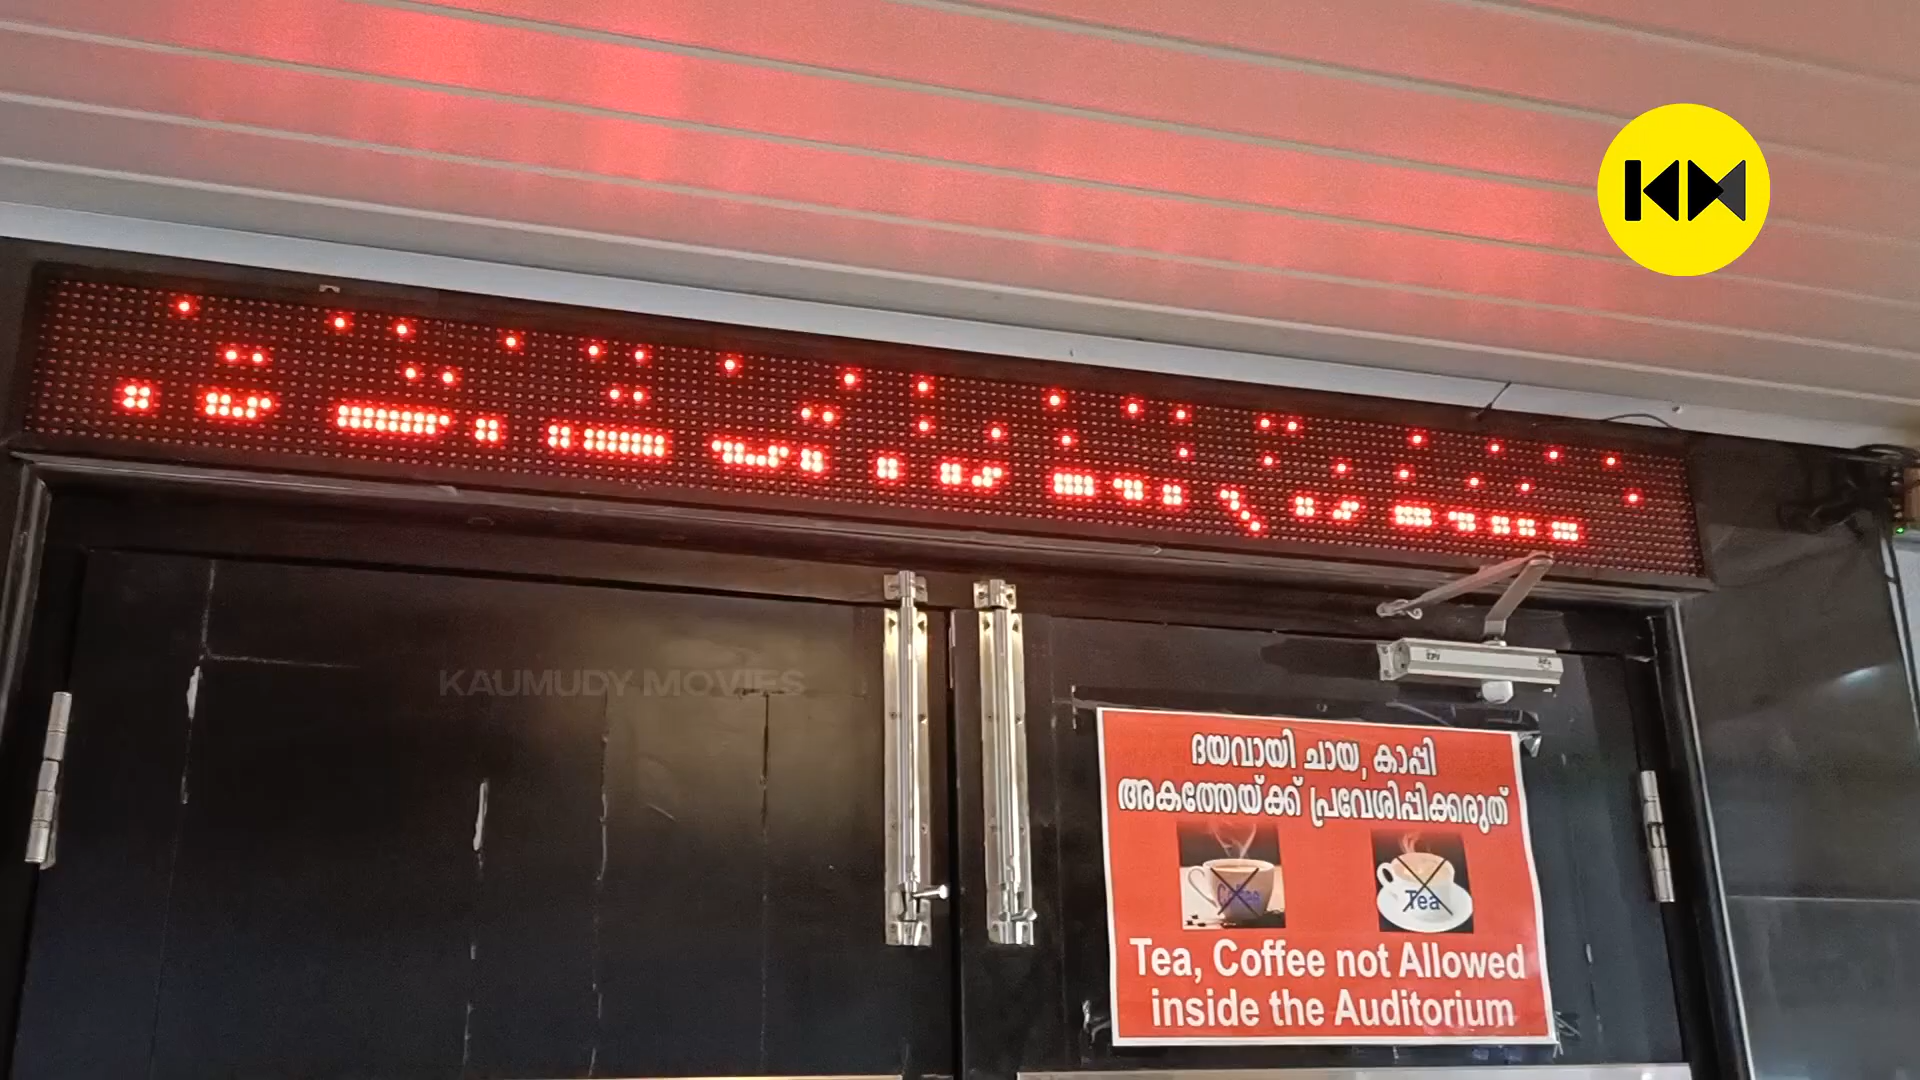 KAUMUDY MOVIES
ദയവായി ചായ, കാപ്പി
അകത്തേയ്ക്ക് പ്രവേശിപ്പിക്കരുത്
Coffee
Tea
Tea, Coffee not Allowed
inside the Auditorium